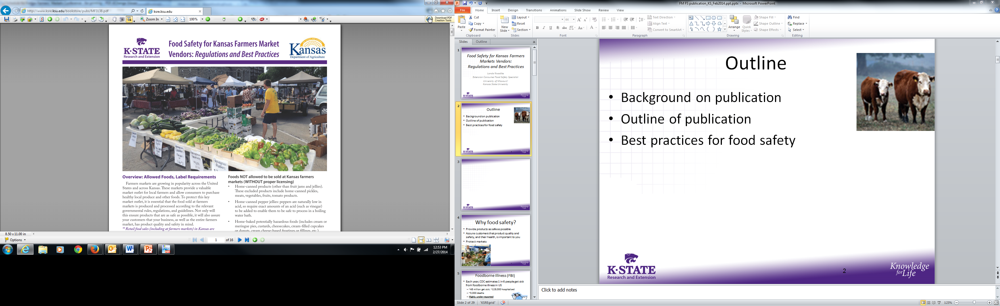 http://www.ksre.ksu.edu/bookstore/pubs/MF3138.pdf
ksre.ksu.edu
Zoom In
100%
Download PDF
Creation Tools
K-STATE
Research and Extension
Food Safety for Kansas Farmers Market
Vendors: Regulations and Best Practices
Kansas
Department of Agriculture
Overview: Allowed Foods, Label Requirements
Farmers markets are growing in popularity across the United
States and across Kansas. These markets provide a valuable
market outlet for local farmers and allow consumers to purchase
healthy local produce and other foods. To protect this key
market outlet, it is essential that the food sold at farmers
markets is produced and processed according to the relevant
governmental rules, regulations, and guidelines. Not only will
this ensure products that are as safe as possible, it will also assure
your customers that your business, as well as the entire farmers
market, has product quality and safety in mind.
** Retail food sales (including at farmers markets) in Kansas are
Foods NOT allowed to be sold at Kansas farmers
markets (WITHOUT proper licensing)
• Home-canned products (other than fruit jams and jellies).
These excluded products include home-canned pickles,
meats, vegetables, fruits, tomato products.
• Home-canned pepper jellies: peppers are naturally low in
acid, so require exact amounts of an acid (such as vinegar)
to be added to enable them to be safe to process in a boiling
water bath.
• Home-baked potentially hazardous foods (includes cream or
meringue pies, custards, cheesecakes, cream-filled cupcakes
or donuts, cream cheese-based frostings or fillings, etc.)
8.50 x 11.00 in
Options
1 of 16
12:53 PM
2/27/2014
FM FS publication_KS_Feb2014.ppt.pptx - Microsoft PowerPoint
File Home Insert Design Transitions Animations Slide Show Review View
Paste
Cut
Copy
Format Painter
Clipboard
New
Slide
Layout
Reset
Section
Slides
44
Font
Text Direction
Align Text
Convert to SmartArt
Paragraph
Arrange
Quick
Styles
Shape Fill
Shape Outline
Shape Effects
Drawing
Find
Replace
Select
Editing
Slides Outline
1
Food Safety for Kansas Farmers
Markets Vendors:
Regulations and Best Practices
Londa Nwadike
Extension Consumer Food Safety Specialist
University of Missouri/
Kansas State University
K-STATE
Knowledge
for Life
2
Outline
• Background on publication
• Outline of publication
• Best practices for food safety
K-STATE
Knowledge
for Life
3
K-STATE
Knowledge
for Life
4
Why food safety?
• Provide products as safe as possible
• Assure customers that product quality and
safety, and their health, is important to you
• Protect markets
Knowledge
for Life
5
Foodborne Illness (FBI)
• Each year, CDC estimates 1 in 6 people get sick
from foodborne illness in US
– ~48 million get sick; ~128,000 hospitalized
– ~3,000 deaths
– Highly under-reported
Outline
• Background on publication
• Outline of publication
• Best practices for food safety
K-STATE
Research and Extension
2
Knowledge
for Life
Click to add notes
Slide 2 of 29
"KSREgrid"
123%